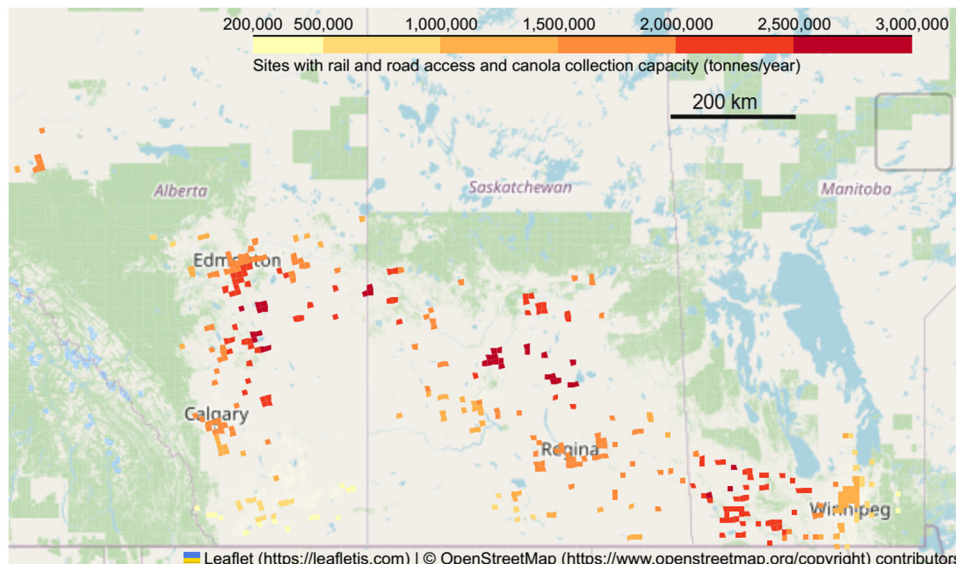 200,000 500,000 1,000,000 1,500,000 2,000,000 2,500,000 3,000,000
Sites with rail and road access and canola collection capacity (tonnes/year)
200 km
Alberta Saskatchewan Manitoba
Edmonton
Calgary
Regina
Winnipeg
Leaflet (https://leafletjs.com) | © OpenStreetMap (https://www.openstreetmap.org/copyright) contributors